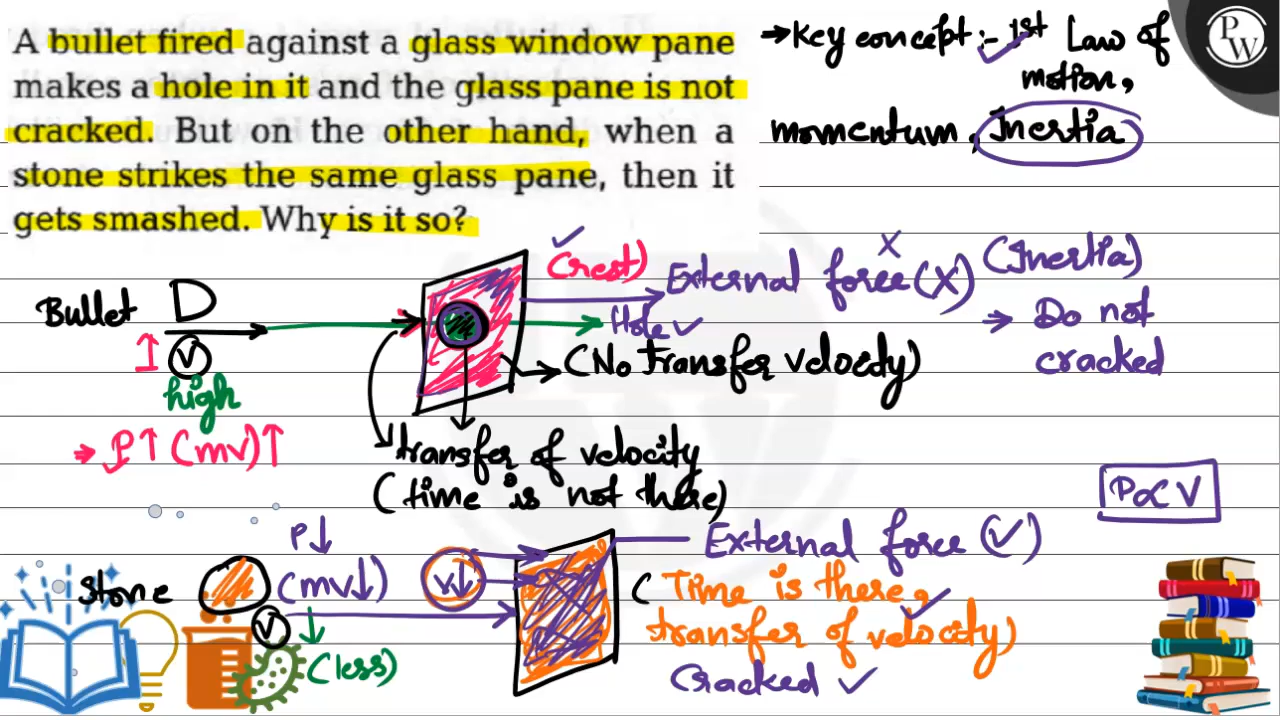 A bullet fired against a glass window pane
makes a hole in it and the glass pane is not
cracked. But on the other hand, when a
stone strikes the same glass pane, then it
gets smashed. Why is it so?
→ Key concept :- 1st Law of
motion,
momentum, Inertia
PW
Bullet
V
high
→ P↑ (mv)↑
(rest)
External force (X) (Inertia)
Hole ✓
→ Do not
cracked
(No Transfer velocity)
transfer of velocity
(time is not there)
P ∝ V
P↓
Stone (mv↓) v↓
V
(less)
External force (✓)
( Time is there,
transfer of velocity)
Cracked ✓